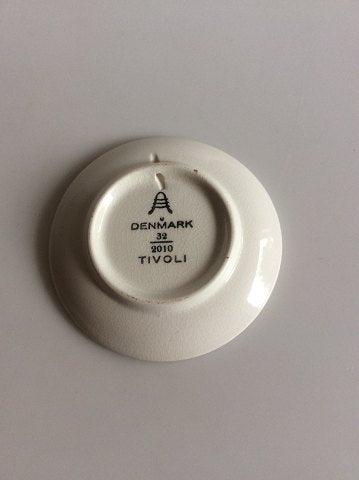 DENMARK
32
2010
TIVOLI